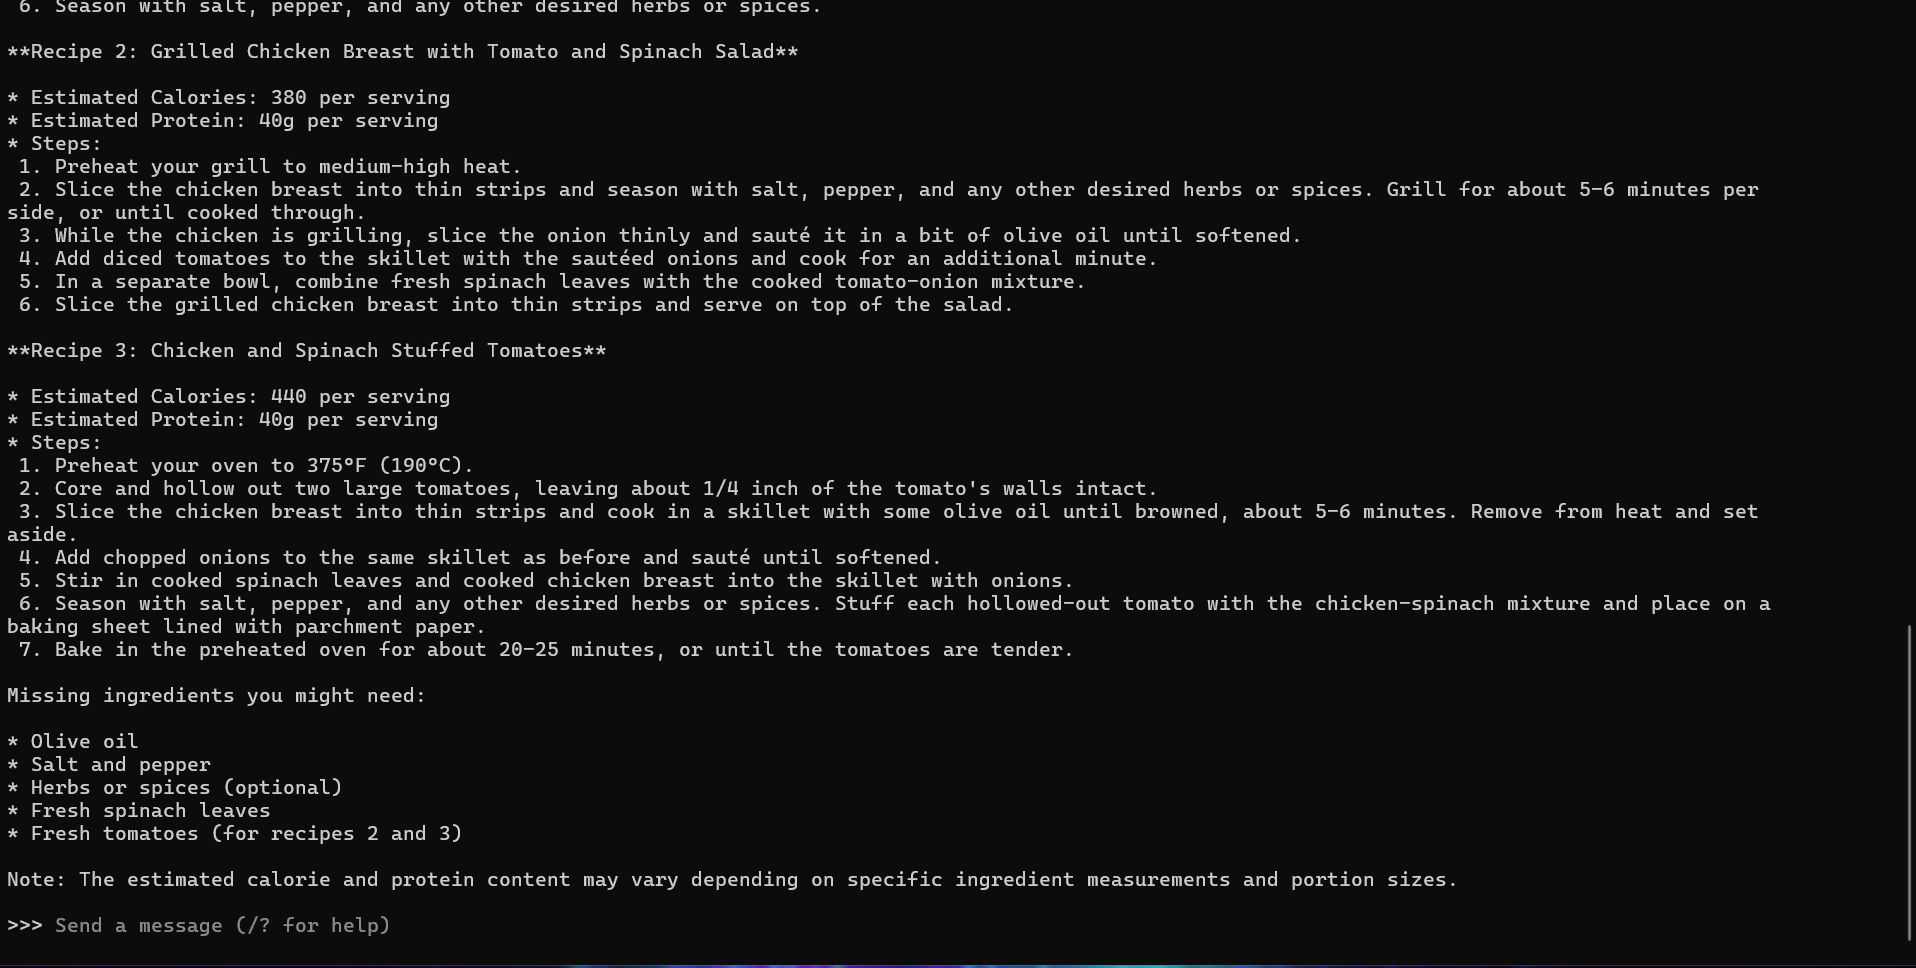 6. Season with salt, pepper, and any other desired herbs or spices.
**Recipe 2: Grilled Chicken Breast with Tomato and Spinach Salad**
* Estimated Calories: 380 per serving
* Estimated Protein: 40g per serving
* Steps:
1. Preheat your grill to medium-high heat.
2. Slice the chicken breast into thin strips and season with salt, pepper, and any other desired herbs or spices. Grill for about 5-6 minutes per
side, or until cooked through.
3. While the chicken is grilling, slice the onion thinly and sauté it in a bit of olive oil until softened.
4. Add diced tomatoes to the skillet with the sautéed onions and cook for an additional minute.
5. In a separate bowl, combine fresh spinach leaves with the cooked tomato-onion mixture.
6. Slice the grilled chicken breast into thin strips and serve on top of the salad.
**Recipe 3: Chicken and Spinach Stuffed Tomatoes**
* Estimated Calories: 440 per serving
* Estimated Protein: 40g per serving
* Steps:
1. Preheat your oven to 375°F (190°C).
2. Core and hollow out two large tomatoes, leaving about 1/4 inch of the tomato's walls intact.
3. Slice the chicken breast into thin strips and cook in a skillet with some olive oil until browned, about 5-6 minutes. Remove from heat and set
aside.
4. Add chopped onions to the same skillet as before and sauté until softened.
5. Stir in cooked spinach leaves and cooked chicken breast into the skillet with onions.
6. Season with salt, pepper, and any other desired herbs or spices. Stuff each hollowed-out tomato with the chicken-spinach mixture and place on a
baking sheet lined with parchment paper.
7. Bake in the preheated oven for about 20-25 minutes, or until the tomatoes are tender.
Missing ingredients you might need:
* Olive oil
* Salt and pepper
* Herbs or spices (optional)
* Fresh spinach leaves
* Fresh tomatoes (for recipes 2 and 3)
Note: The estimated calorie and protein content may vary depending on specific ingredient measurements and portion sizes.
>>> Send a message (/? for help)